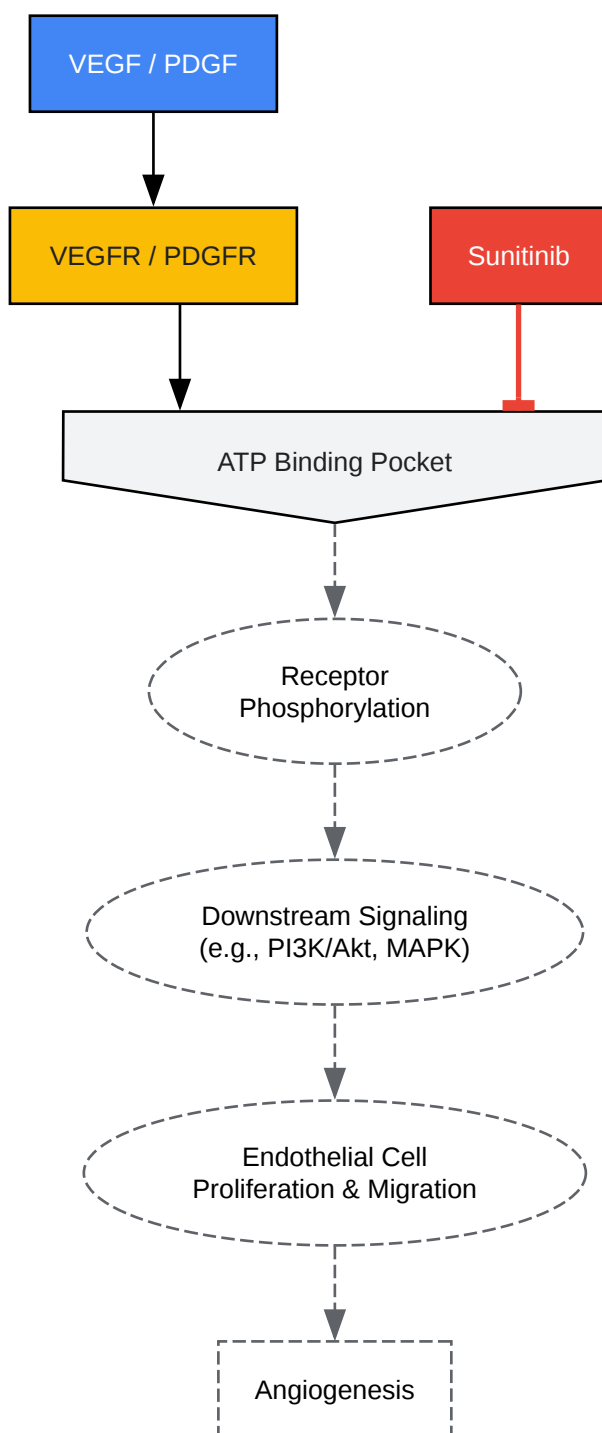 VEGF / PDGF
VEGFR / PDGFR
Sunitinib
ATP Binding Pocket
Receptor
Phosphorylation
Downstream Signaling
(e.g., PI3K/Akt, MAPK)
Endothelial Cell
Proliferation & Migration
Angiogenesis